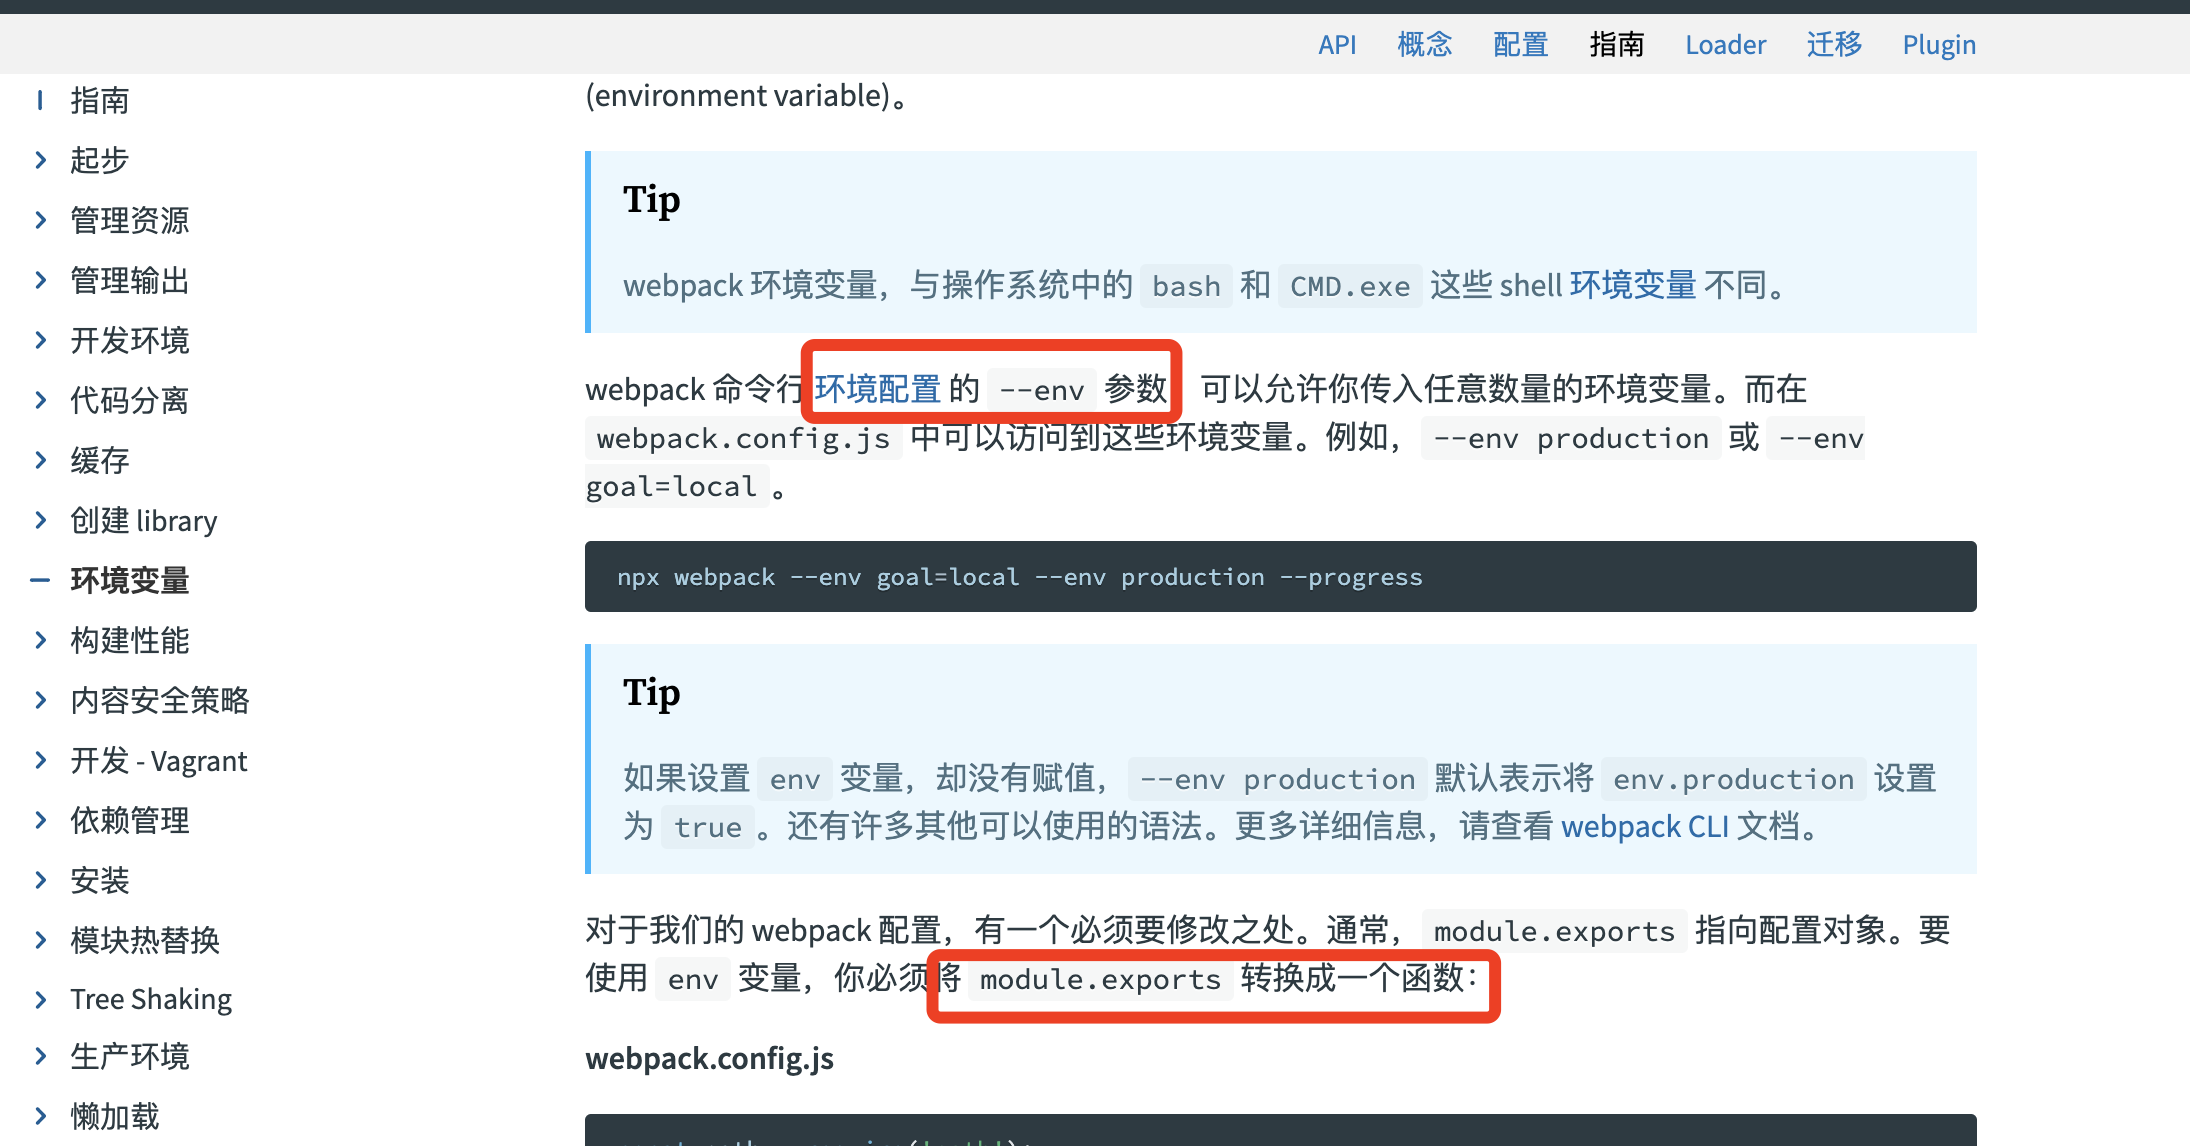 API 概念 配置 指南 Loader 迁移 Plugin
指南
起步
管理资源
管理输出
开发环境
代码分离
缓存
创建 library
环境变量
构建性能
内容安全策略
开发 - Vagrant
依赖管理
安装
模块热替换
Tree Shaking
生产环境
懒加载
(environment variable)。
Tip
webpack 环境变量，与操作系统中的 bash 和 CMD.exe 这些 shell 环境变量 不同。
webpack 命令行 环境配置 的 --env 参数 可以允许你传入任意数量的环境变量。而在
webpack.config.js 中可以访问到这些环境变量。例如， --env production 或 --env
goal=local 。
npx webpack --env goal=local --env production --progress
Tip
如果设置 env 变量，却没有赋值， --env production 默认表示将 env.production 设置
为 true 。还有许多其他可以使用的语法。更多详细信息，请查看 webpack CLI 文档。
对于我们的 webpack 配置，有一个必须要修改之处。通常， module.exports 指向配置对象。要
使用 env 变量，你必须将 module.exports 转换成一个函数：
webpack.config.js